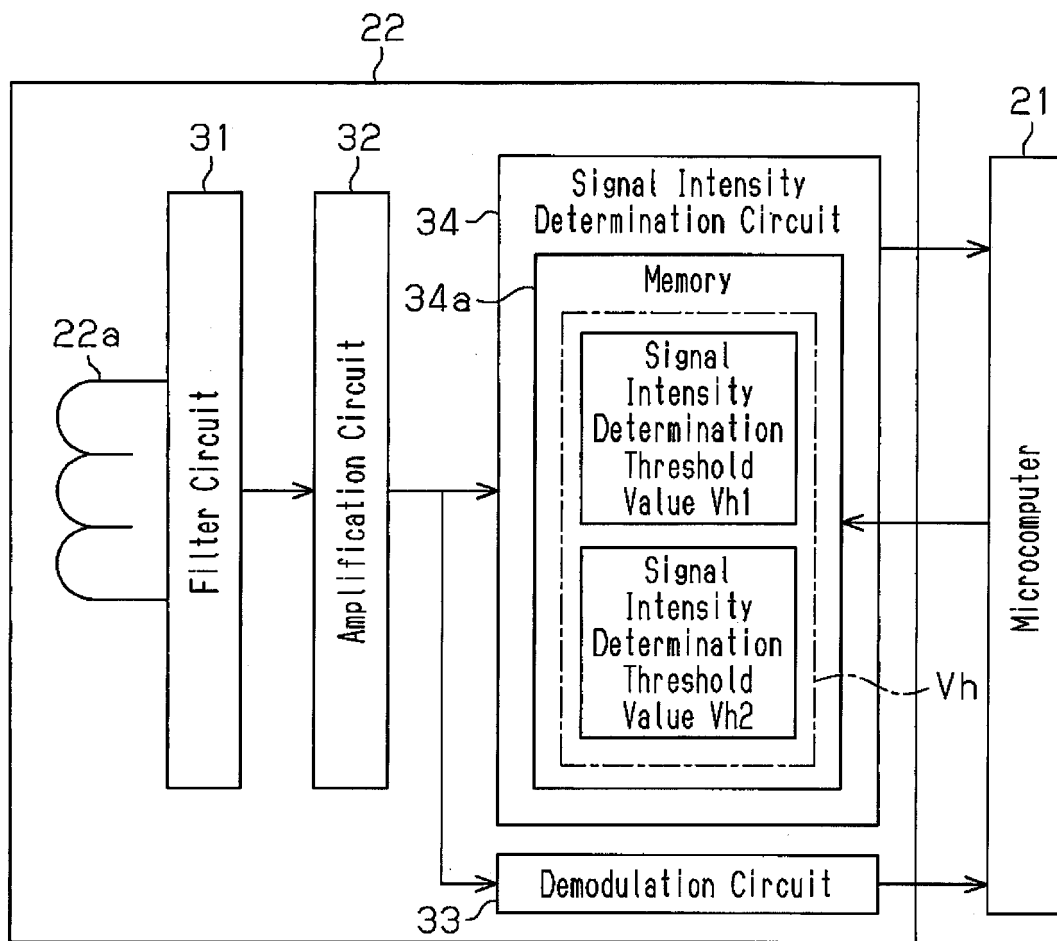 22
21
31
32
34
Signal Intensity
Determination Circuit
34a
Memory
22a
Filter Circuit
Amplification Circuit
Signal
Intensity
Determination
Threshold
Value Vh1
Signal
Intensity
Determination
Threshold
Value Vh2
Vh
Microcomputer
Demodulation Circuit
33